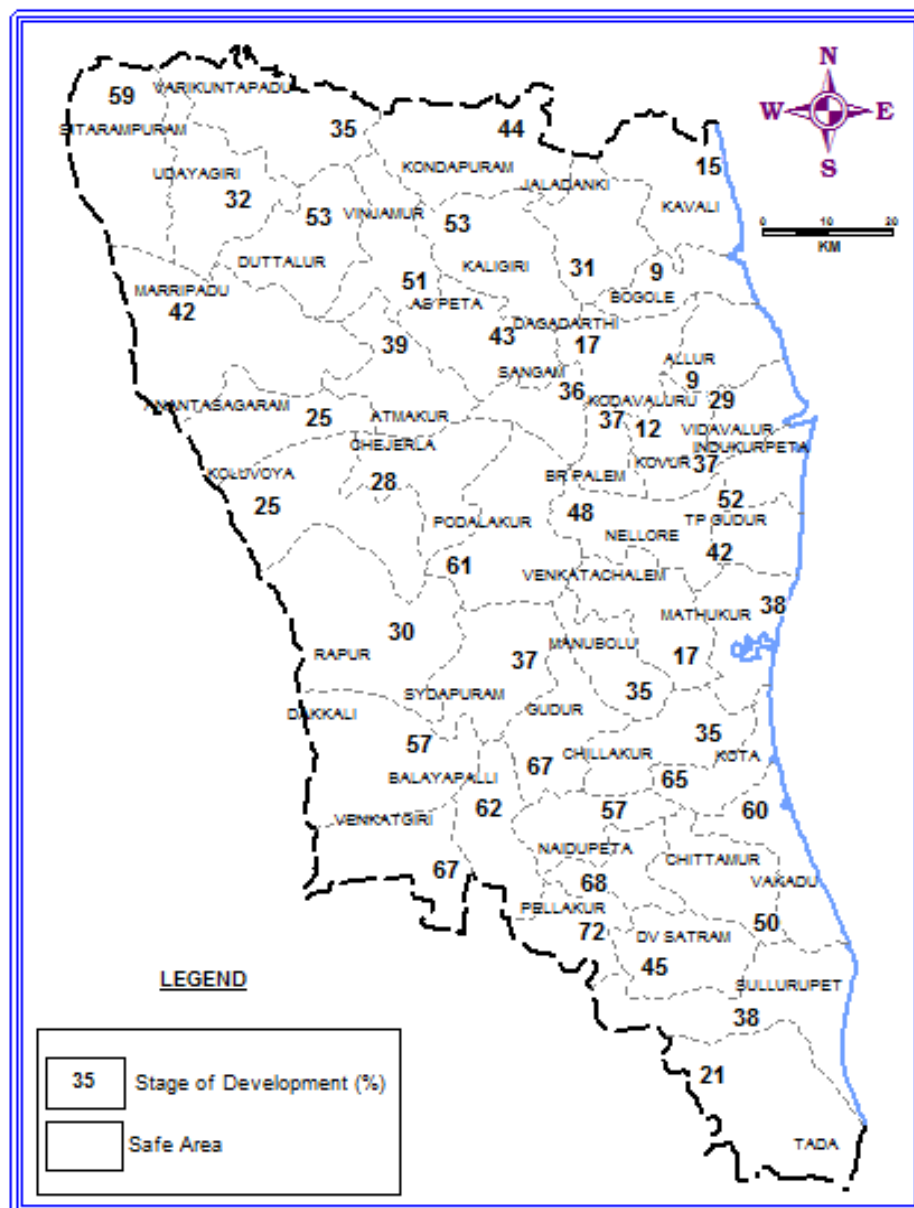 N
W E
S
59
VARIKUNTAPADU
SITARAMPURAM
35
44
15
UDAYAGIRI
KONDAPURAM
JALADANKI
32
53
VINJAMUR
53
KAVALI
0 10 20
KM
DUTTALUR
KALIGIRI
31
9
MARRIPADU
51
BOGOLE
42
AS PETA
DAGADARTHI
43
39
17
ALLUR
SANGAM
9
36
KODAVALURU
29
ANANTASAGARAM
25
ATMAKUR
37
12
VIDAVALUR
CHEJERLA
INDUKURPETA
KOVUR
37
KOLUVOYA
28
BR PALEM
25
52
PODALAKUR
48
TP GUDUR
NELLORE
42
61
VENKATACHALEM
38
MATHUKUR
30
MANUBOLU
RAPUR
37
17
SYDAPURAM
35
GUDUR
DAKKALI
35
57
CHILLAKUR
KOTA
67
BALAYAPALLI
65
62
57
60
VENKATGIRI
NAIDUPETA
CHITTAMUR
67
68
VAKADU
PELLAKUR
50
72
DV SATRAM
45
SULLURUPET
LEGEND
38
21
35 Stage of Development (%)
Safe Area
TADA